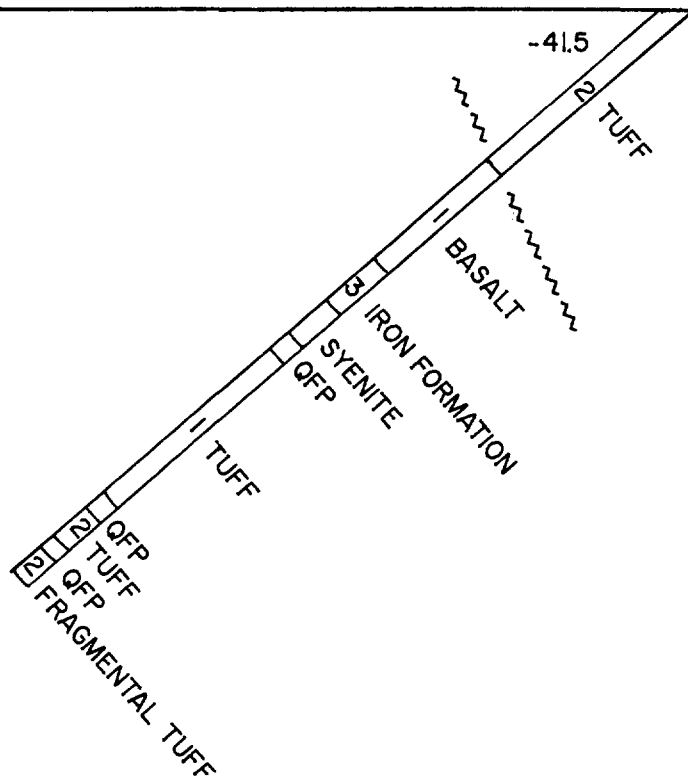 -41.5
2
TUFF
1
BASALT
3
IRON FORMATION
SYENITE
QFP
1
TUFF
QFP
2
TUFF
QFP
2
FRAGMENTAL TUFF